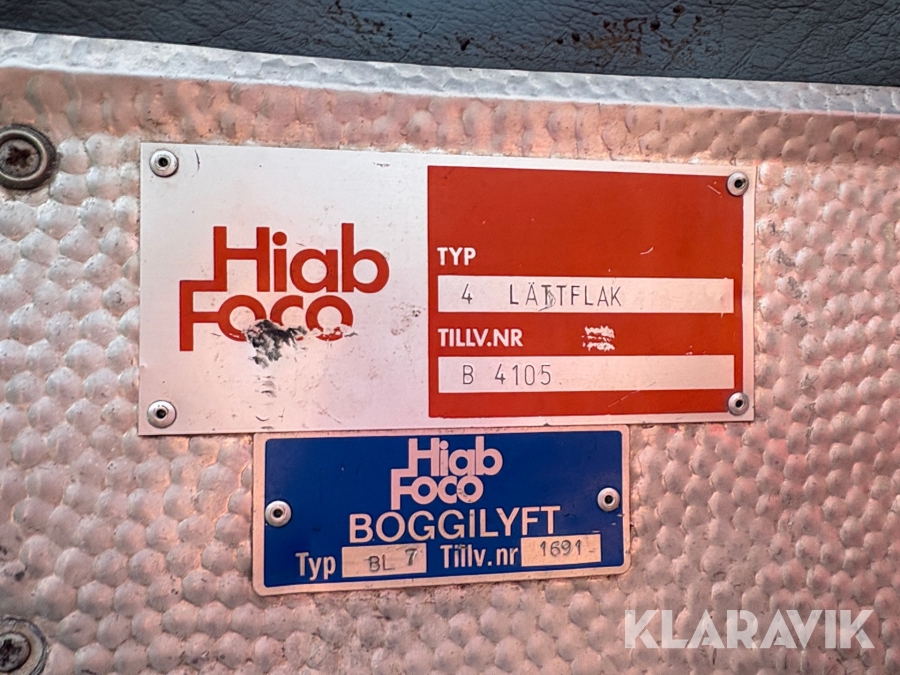 Hiab
Foco
TYP
4 LÄTTFLAK
TILLV.NR
B 4105
Hiab
Foco
BOGGILYFT
Typ BL 7 Tillv.nr 1691
KLARAVIK